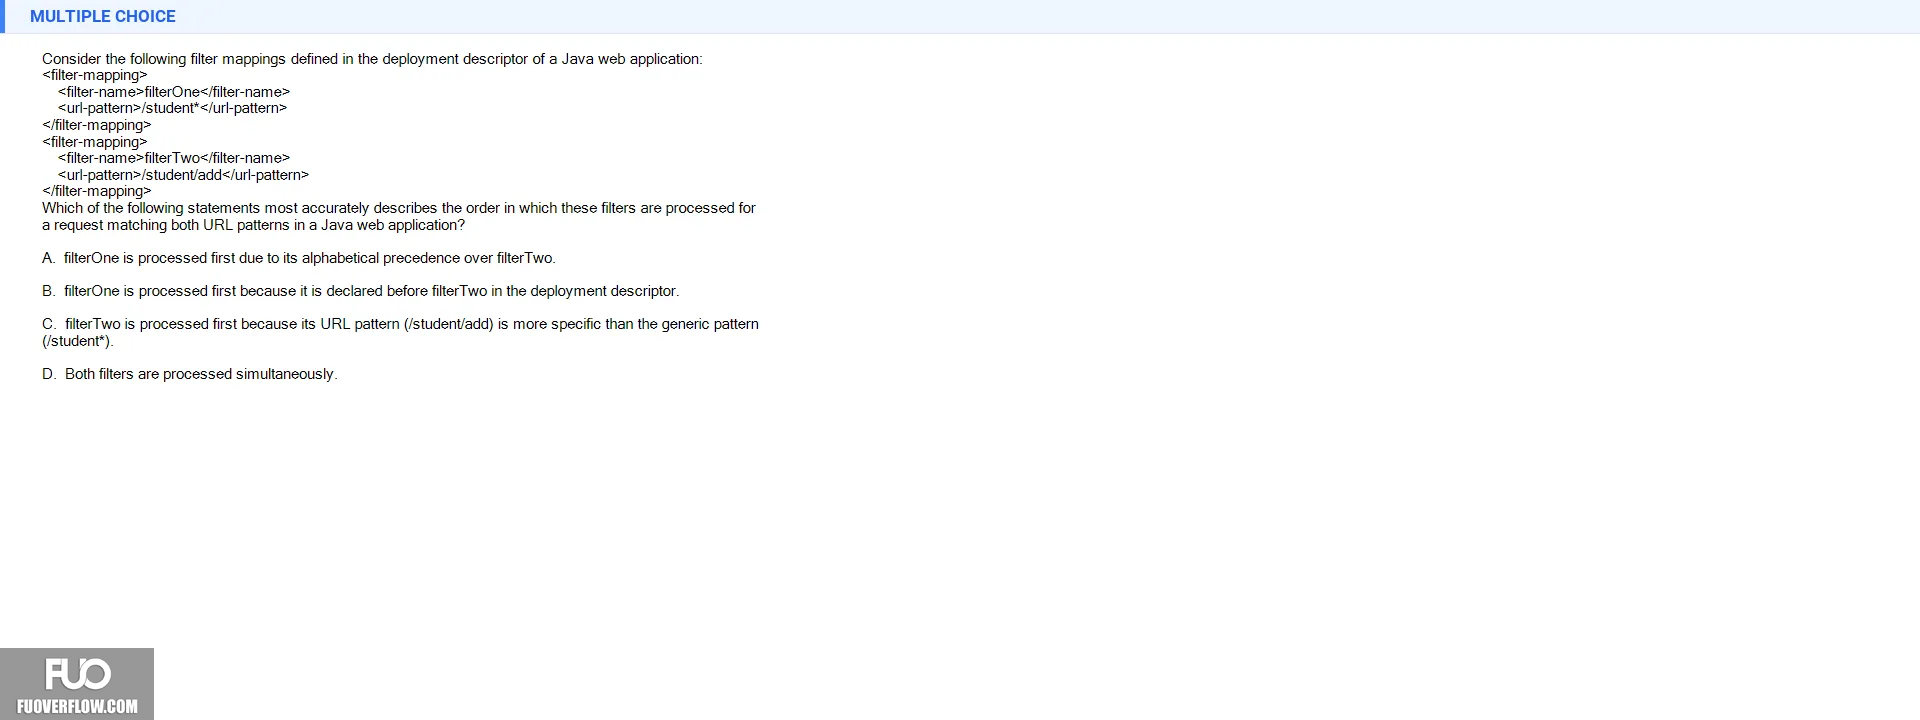 MULTIPLE CHOICE
Consider the following filter mappings defined in the deployment descriptor of a Java web application:
<filter-mapping>
<filter-name>filterOne</filter-name>
<url-pattern>/student*</url-pattern>
</filter-mapping>
<filter-mapping>
<filter-name>filterTwo</filter-name>
<url-pattern>/student/add</url-pattern>
</filter-mapping>
Which of the following statements most accurately describes the order in which these filters are processed for
a request matching both URL patterns in a Java web application?
A. filterOne is processed first due to its alphabetical precedence over filterTwo.
B. filterOne is processed first because it is declared before filterTwo in the deployment descriptor.
C. filterTwo is processed first because its URL pattern (/student/add) is more specific than the generic pattern
(/student*).
D. Both filters are processed simultaneously.
FUO
FUOVERFLOW.COM